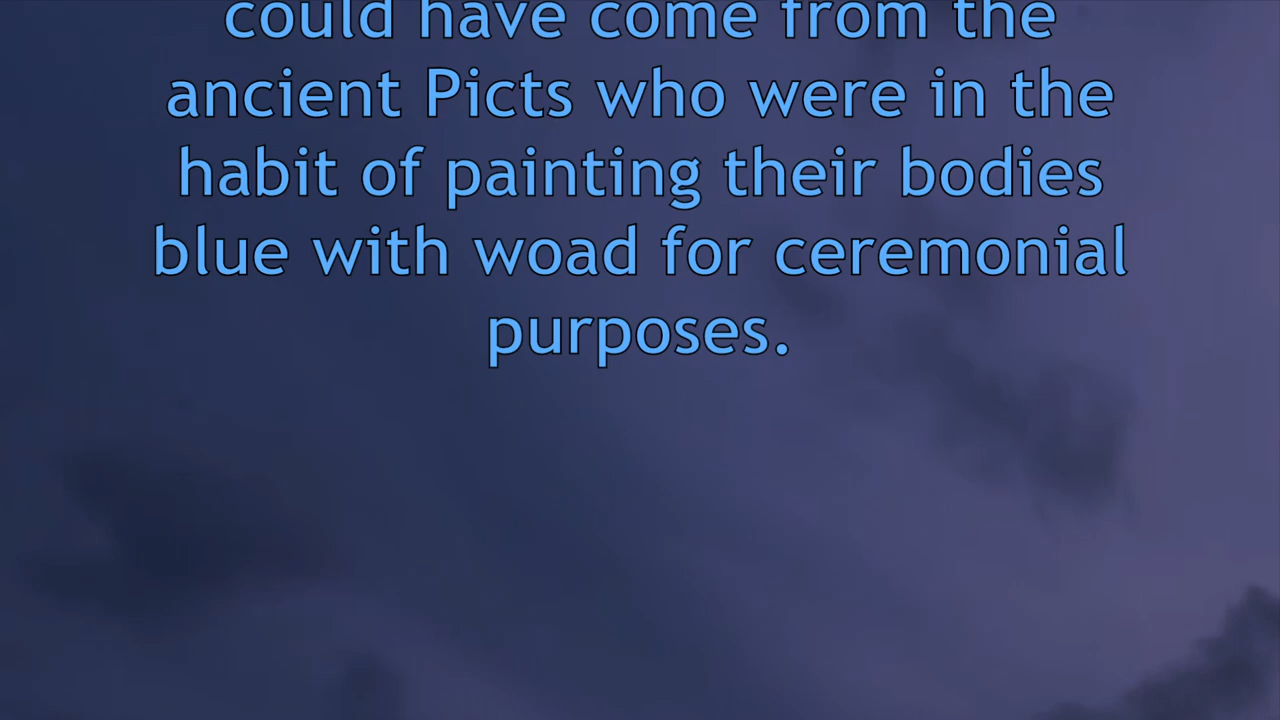 could have come from the
ancient Picts who were in the
habit of painting their bodies
blue with woad for ceremonial
purposes.